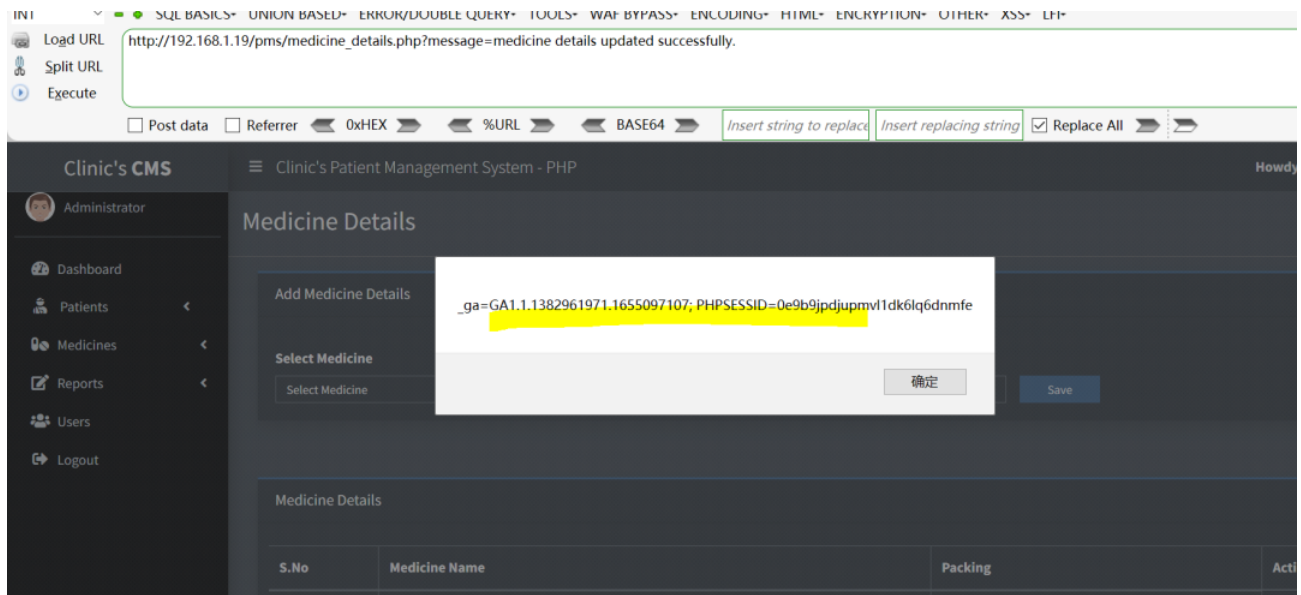 INT SQL BASICS UNION BASED ERROR/DOUBLE QUERY TOOLS WAF BYPASS ENCODING HTML ENCRYPTION OTHER XSS LFI
Load URL http://192.168.1.19/pms/medicine_details.php?message=medicine details updated successfully.
Split URL
Execute
Post data Referrer 0xHEX %URL BASE64 Insert string to replace Insert replacing string Replace All
Clinic's CMS Clinic's Patient Management System - PHP Howdy
Administrator
Medicine Details
Dashboard
Add Medicine Details
Patients
_ga=GA1.1.1382961971.1655097107; PHPSESSID=0e9b9jpdjupmvl1dk6lq6dnmfe
Medicines
Select Medicine
Reports
Select Medicine 确定 Save
Users
Logout
Medicine Details
S.No Medicine Name Packing Acti